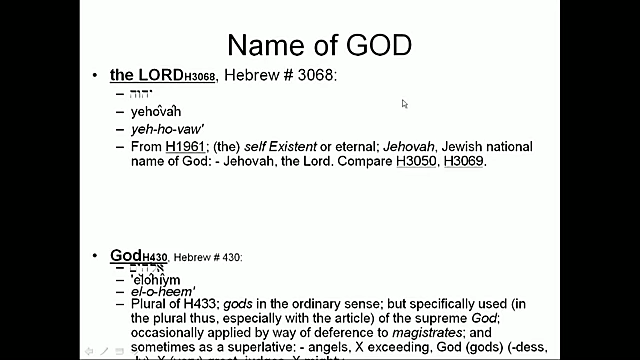 Name of GOD
• the LORDH3068, Hebrew # 3068:
– יהוה
– yehôvâh
– yeh-ho-vaw'
– From H1961; (the) self Existent or eternal; Jehovah, Jewish national
name of God: - Jehovah, the Lord. Compare H3050, H3069.
• GodH430, Hebrew # 430:
– אלהים
– 'ĕlôhîym
– el-o-heem'
– Plural of H433; gods in the ordinary sense; but specifically used (in
the plural thus, especially with the article) of the supreme God;
occasionally applied by way of deference to magistrates; and
sometimes as a superlative: - angels, X exceeding, God (gods) (-dess,